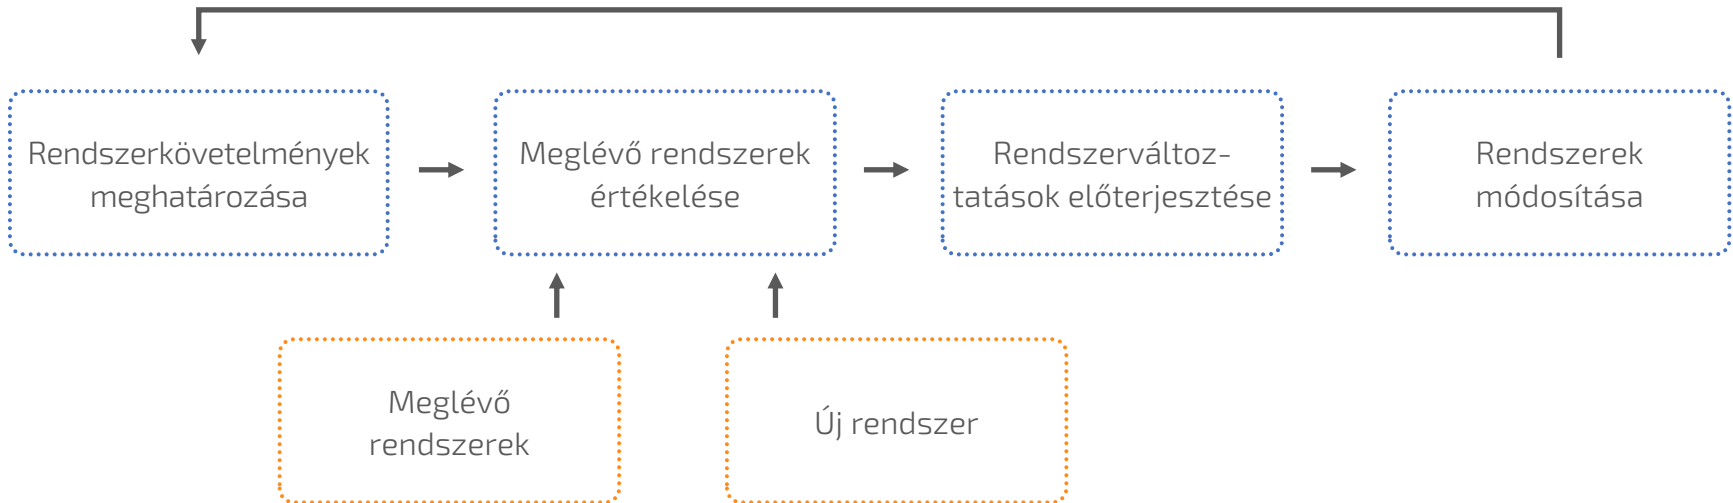 Rendszerkövetelmények
meghatározása
Meglévő rendszerek
értékelése
Rendszerváltoz-
tatások előterjesztése
Rendszerek
módosítása
Meglévő
rendszerek
Új rendszer